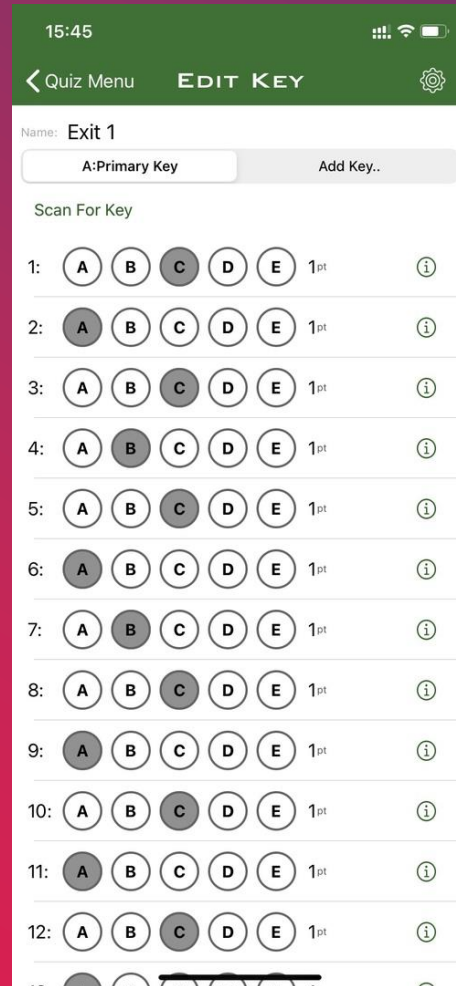 15:45
Quiz Menu EDIT KEY
Name: Exit 1
A:Primary Key Add Key..
Scan For Key
1: A B C D E 1pt
2: A B C D E 1pt
3: A B C D E 1pt
4: A B C D E 1pt
5: A B C D E 1pt
6: A B C D E 1pt
7: A B C D E 1pt
8: A B C D E 1pt
9: A B C D E 1pt
10: A B C D E 1pt
11: A B C D E 1pt
12: A B C D E 1pt